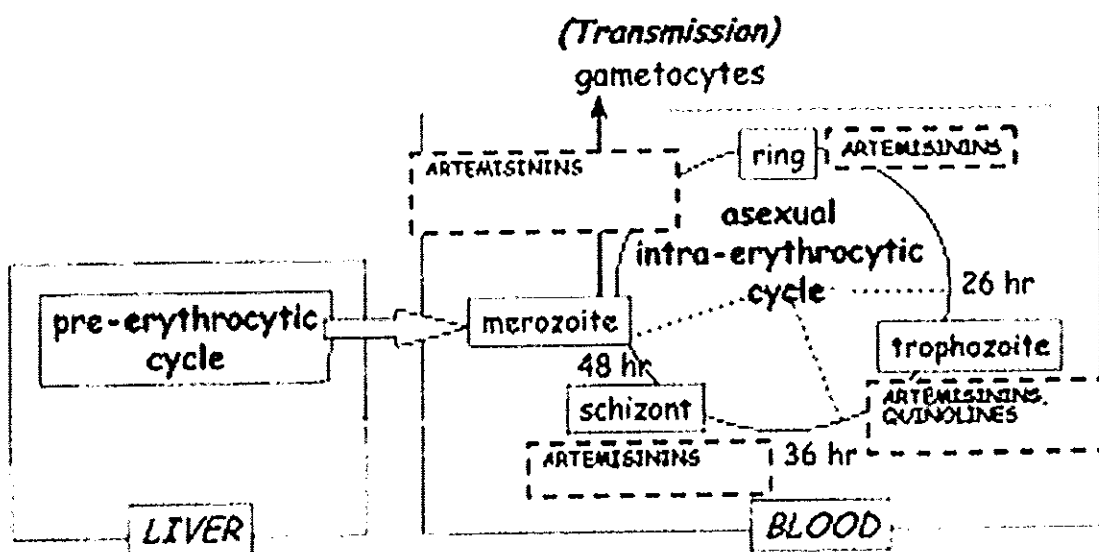 (Transmission)
gametocytes
ARTEMISININS
ring
ARTEMISININS
asexual
intra-erythrocytic
cycle
26 hr
pre-erythrocytic
cycle
merozoite
trophozoite
48 hr
schizont
ARTEMISININS,
QUINOLINES
ARTEMISININS
36 hr
LIVER
BLOOD